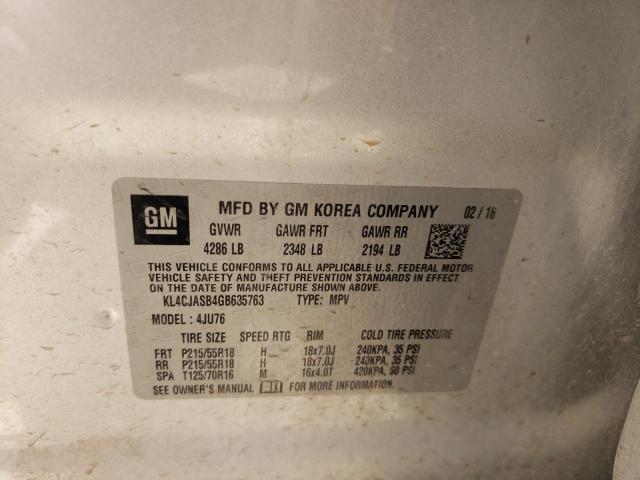 GM
MFD BY GM KOREA COMPANY 02 / 16
GVWR GAWR FRT GAWR RR
4286 LB 2348 LB 2194 LB
THIS VEHICLE CONFORMS TO ALL APPLICABLE U.S. FEDERAL MOTOR
VEHICLE SAFETY AND THEFT PREVENTION STANDARDS IN EFFECT
ON THE DATE OF MANUFACTURE SHOWN ABOVE.
KL4CJASB4GB635763 TYPE: MPV
MODEL : 4JU76
TIRE SIZE SPEED RTG RIM COLD TIRE PRESSURE
FRT P215/55R18 H 18x7.0J 240KPA, 35 PSI
RR P215/55R18 H 18x7.0J 240KPA, 35 PSI
SPA T125/70R16 M 16x4.0T 420KPA, 60 PSI
SEE OWNER'S MANUAL FOR MORE INFORMATION.